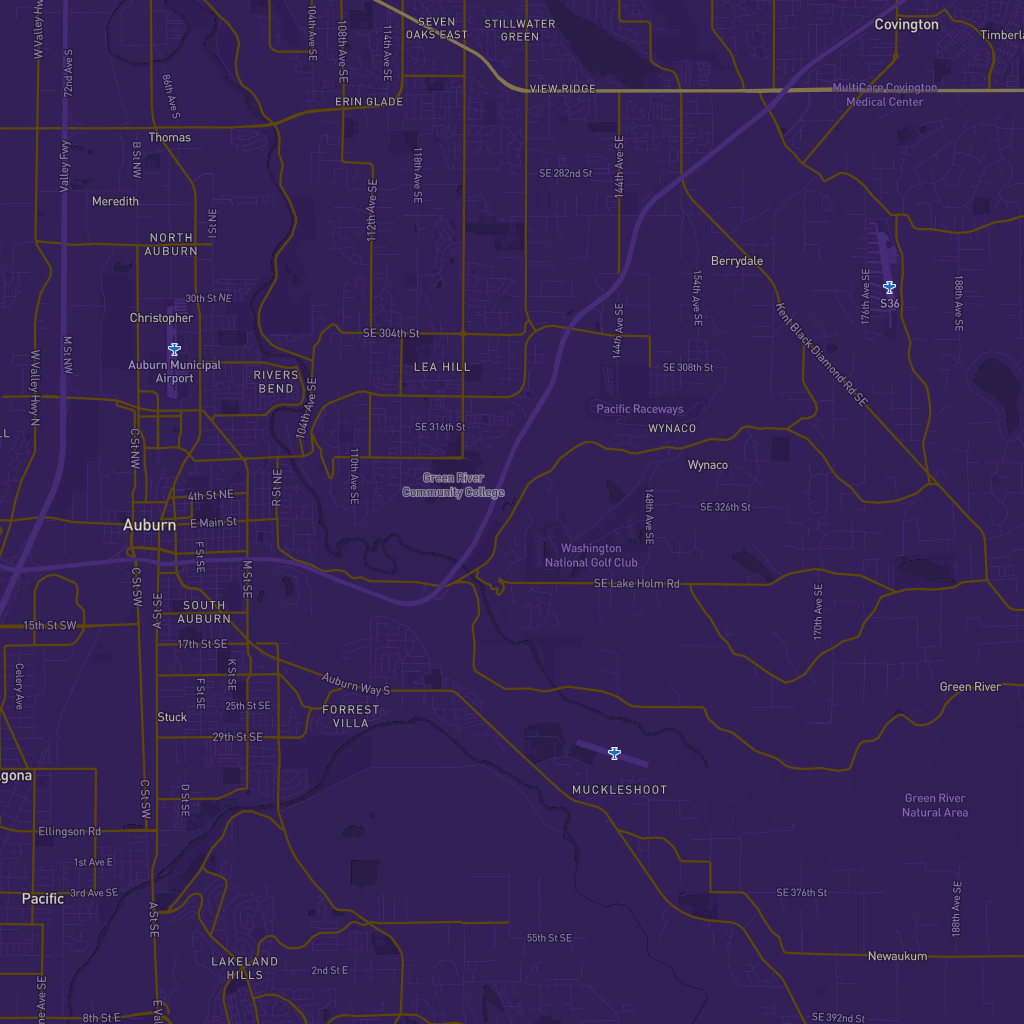 SEVEN
OAKS EAST
STILLWATER
GREEN
Covington
Timberla
W Valley Hwy
72nd Ave S
86th Ave S
104th Ave SE
108th Ave SE
114th Ave SE
VIEW RIDGE
MultiCare Covington
Medical Center
ERIN GLADE
Thomas
B St NW
Valley Fwy
118th Ave SE
144th Ave SE
SE 282nd St
Meredith
112th Ave SE
I St NE
NORTH
AUBURN
Berrydale
154th Ave SE
176th Ave SE
188th Ave SE
S36
30th St NE
Christopher
144th Ave SE
Kent Black Diamond Rd SE
SE 304th St
M St NW
W Valley Hwy N
Auburn Municipal
Airport
RIVERS
BEND
LEA HILL
SE 308th St
104th Ave SE
Pacific Raceways
SE 316th St
WYNACO
LL
C St NW
Wynaco
110th Ave SE
R St NE
Green River
Community College
4th St NE
148th Ave SE
SE 326th St
Auburn
E Main St
F St SE
Washington
National Golf Club
M St SE
C St SW
A St SE
SE Lake Holm Rd
170th Ave SE
SOUTH
AUBURN
15th St SW
17th St SE
Celery Ave
K St SE
F St SE
Auburn Way S
Green River
25th St SE
FORREST
VILLA
Stuck
29th St SE
lgona
MUCKLESHOOT
C St SW
D St SE
Green River
Natural Area
Ellingson Rd
1st Ave E
3rd Ave SE
Pacific
SE 376th St
188th Ave SE
A St SE
55th St SE
Newaukum
LAKELAND
HILLS
2nd St E
ne Ave SE
8th St E
E Val
SE 392nd St